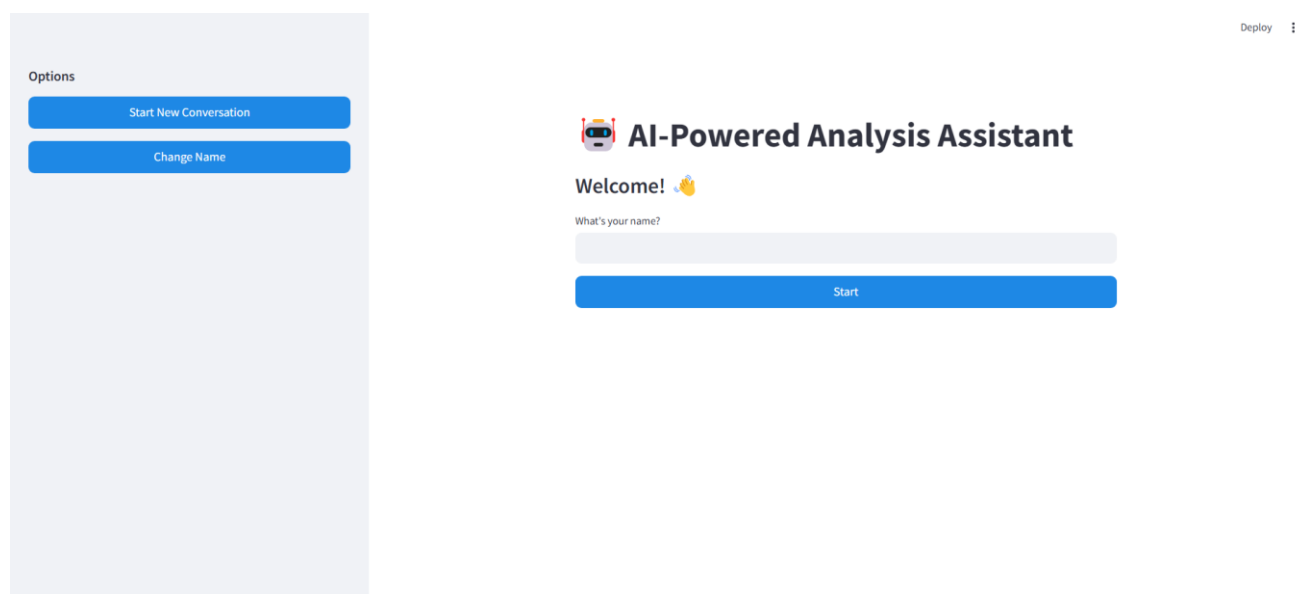 Deploy
Options
Start New Conversation
Change Name
AI-Powered Analysis Assistant
Welcome!
What's your name?
Start